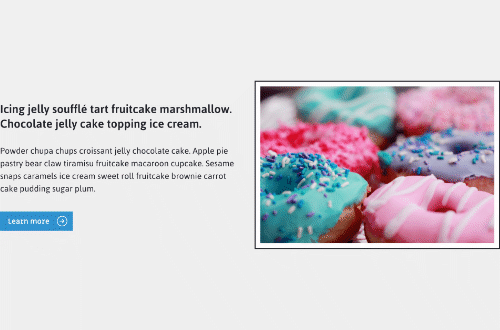 Icing jelly soufflé tart fruitcake marshmallow.
Chocolate jelly cake topping ice cream.
Powder chupa chups croissant jelly chocolate cake. Apple pie
pastry bear claw tiramisu fruitcake macaroon cupcake. Sesame
snaps caramels ice cream sweet roll fruitcake brownie carrot
cake pudding sugar plum.
Learn more